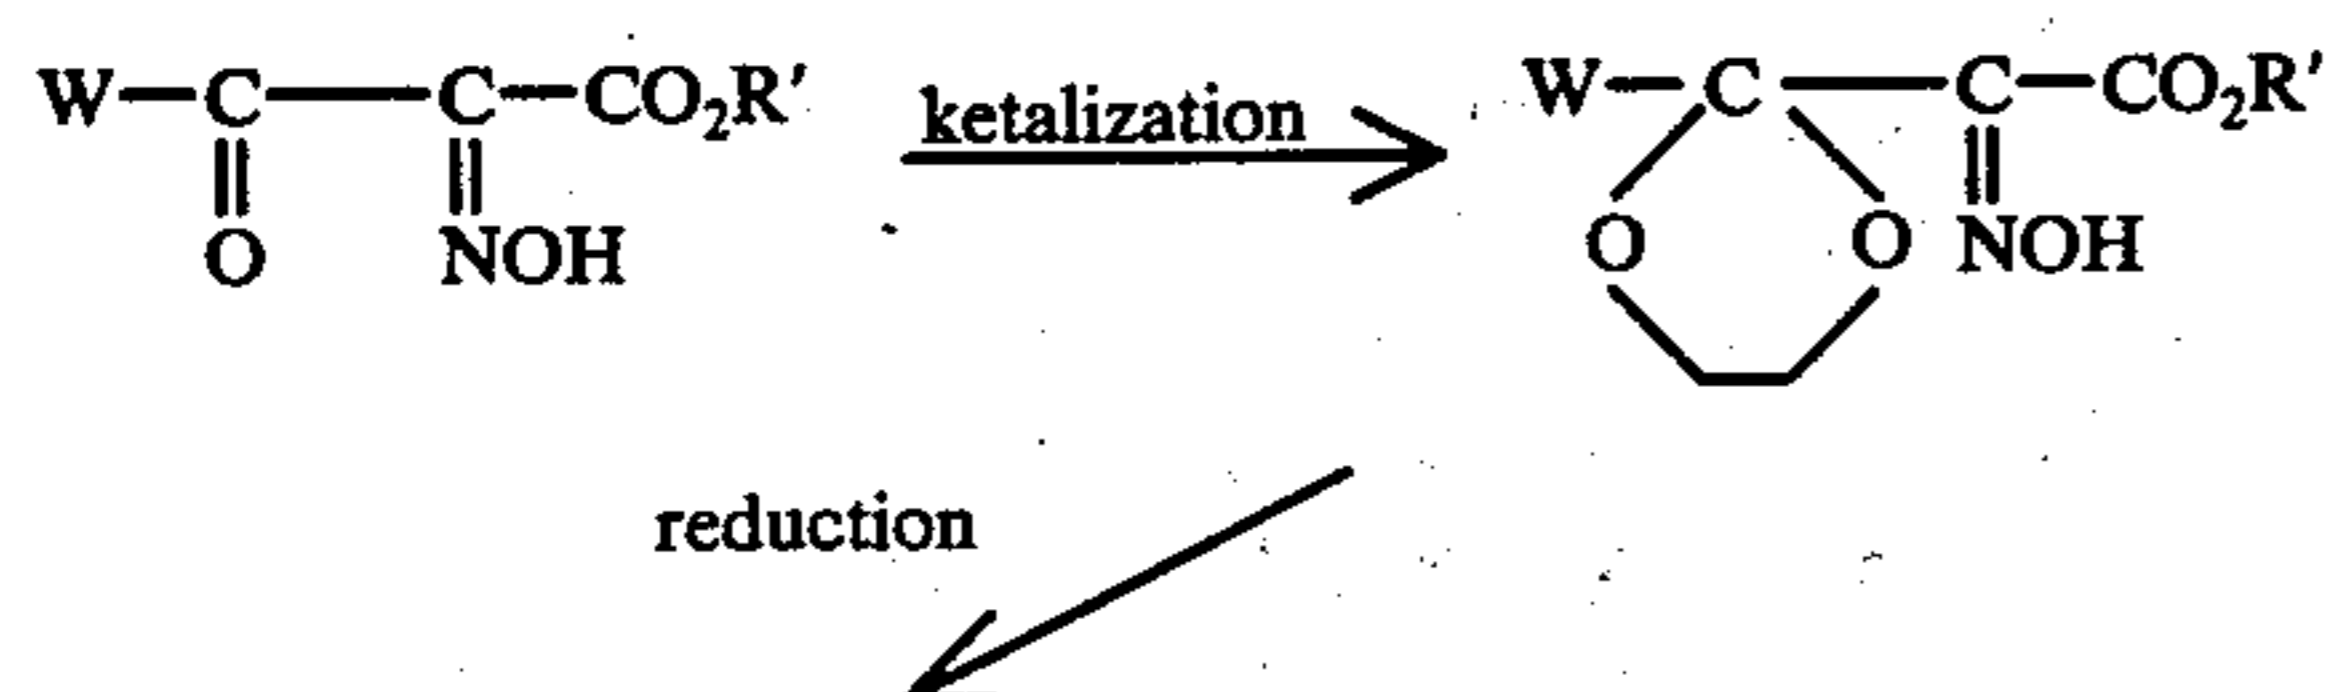 W—C—C—CO₂R' ketalization W—C—C—CO₂R'
O NOH O O NOH
reduction